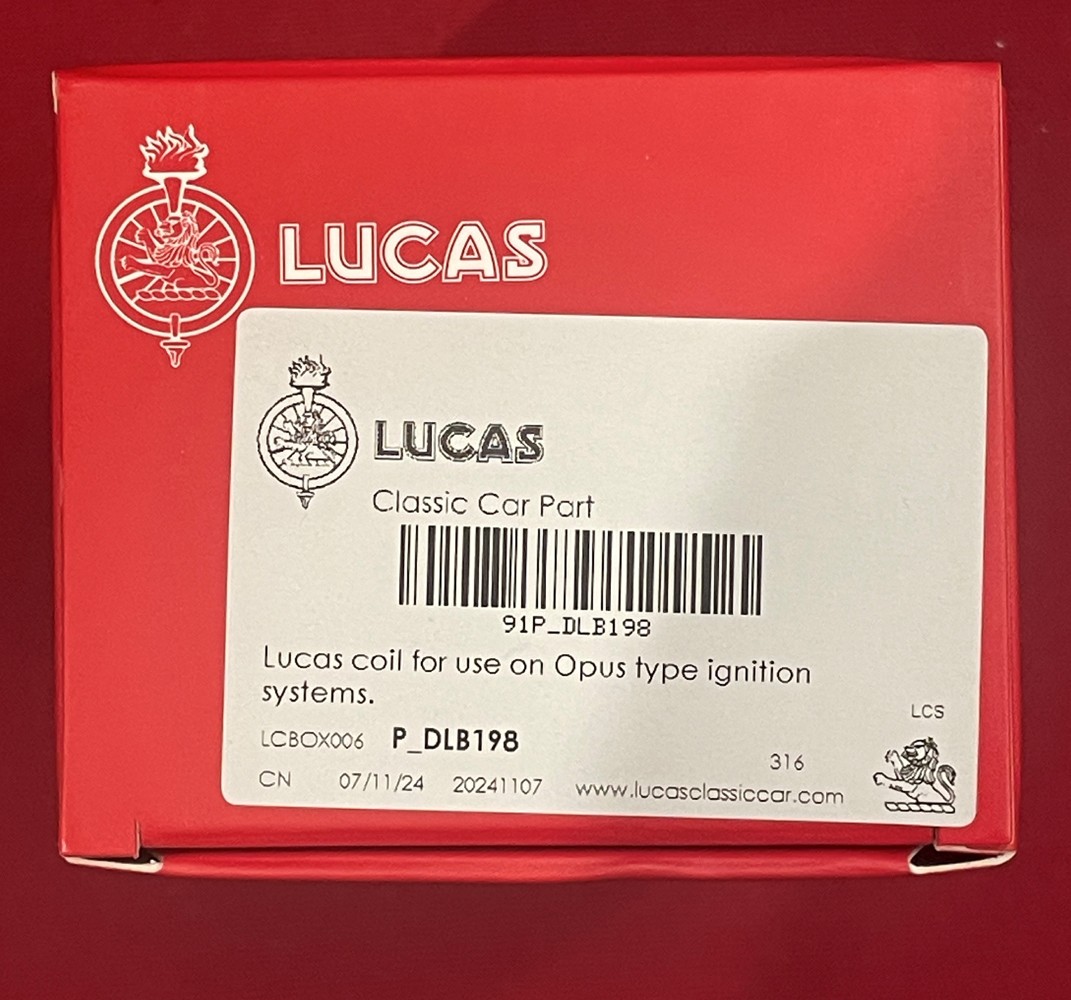 LUCAS
LUCAS
Classic Car Part
91P_DLB198
Lucas coil for use on Opus type ignition
systems.
LCS
LCBOX006 P_DLB198
316
CN 07/11/24 20241107 www.lucasclassiccar.com